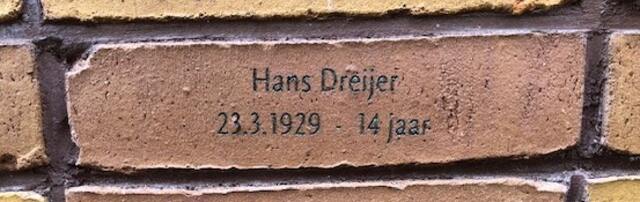 Hans Dreijer
23.3.1929 - 14 jaar